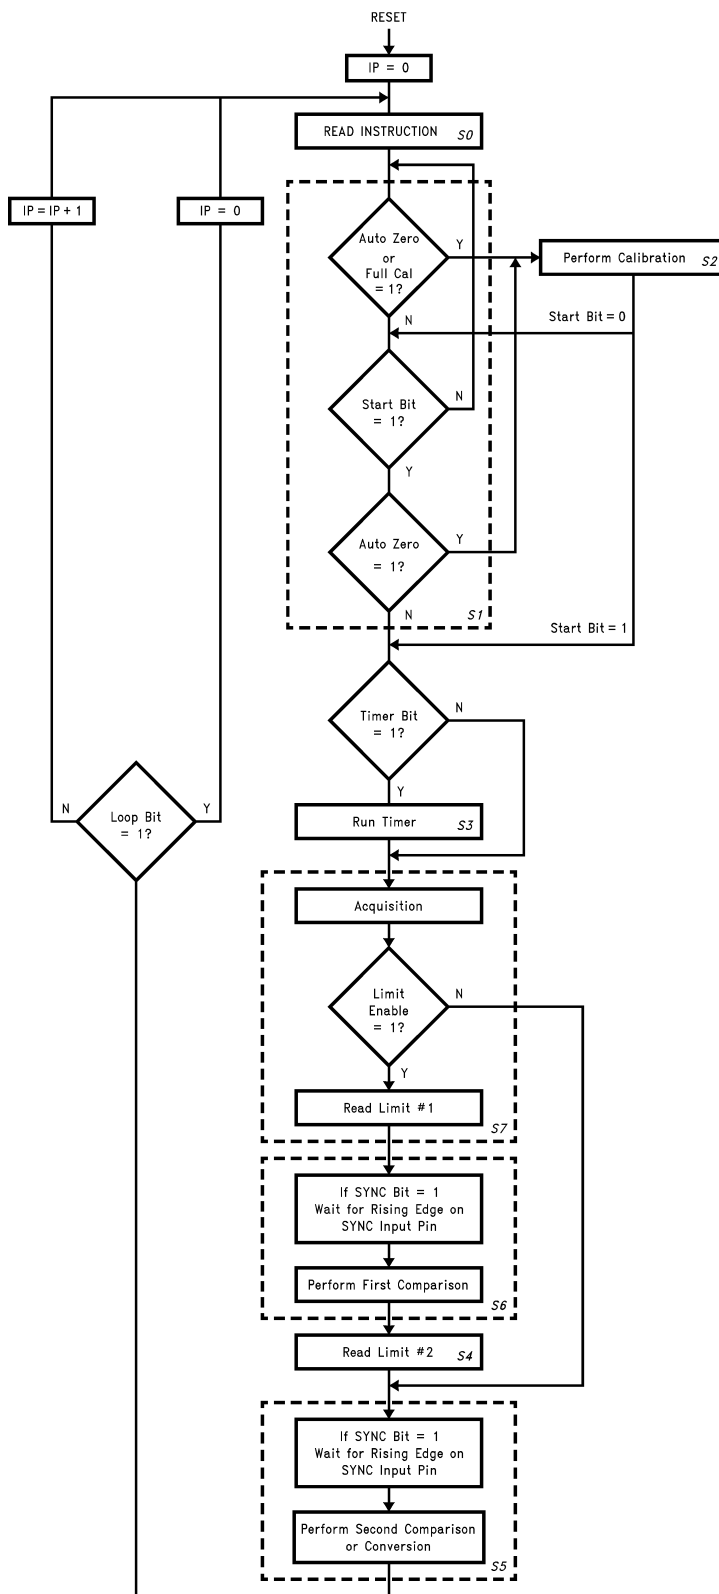 RESET
IP = 0
READ INSTRUCTION S0
IP = IP + 1
IP = 0
Auto Zero
or
Full Cal
= 1?
Y
N
Perform Calibration S2
Start Bit = 0
Start Bit
= 1?
N
Y
Auto Zero
= 1?
Y
N
S1
Start Bit = 1
Timer Bit
= 1?
N
Y
Loop Bit
= 1?
N
Y
Run Timer S3
Acquisition
Limit
Enable
= 1?
N
Y
Read Limit #1
S7
If SYNC Bit = 1
Wait for Rising Edge on
SYNC Input Pin
Perform First Comparison
S6
Read Limit #2 S4
If SYNC Bit = 1
Wait for Rising Edge on
SYNC Input Pin
Perform Second Comparison
or Conversion
S5